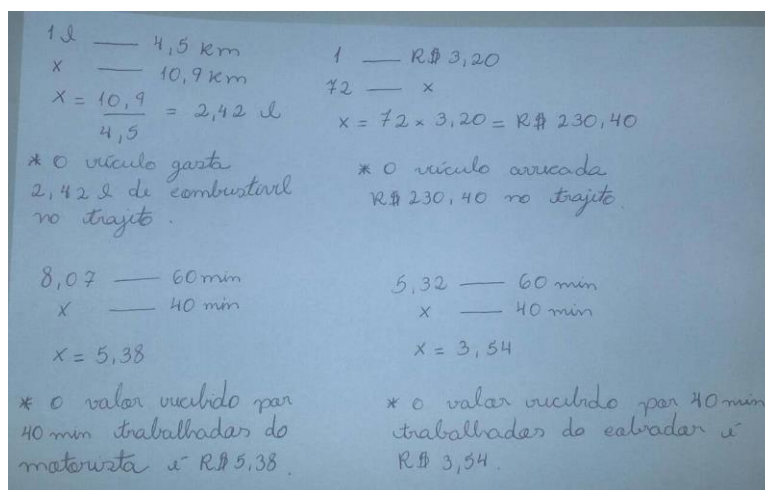 1 l — 4,5 km
x — 10,9 km
x = 10,9 / 4,5 = 2,42 l
* O veículo gasta
2,42 l de combustível
no trajeto.
1 — R$ 3,20
72 — x
x = 72 × 3,20 = R$ 230,40
* O veículo arrecada
R$ 230,40 no trajeto.
8,07 — 60 min
x — 40 min
x = 5,38
* O valor recebido por
40 min trabalhados do
motorista é R$ 5,38.
5,32 — 60 min
x — 40 min
x = 3,54
* O valor recebido por 40 min
trabalhados do cobrador é
R$ 3,54.